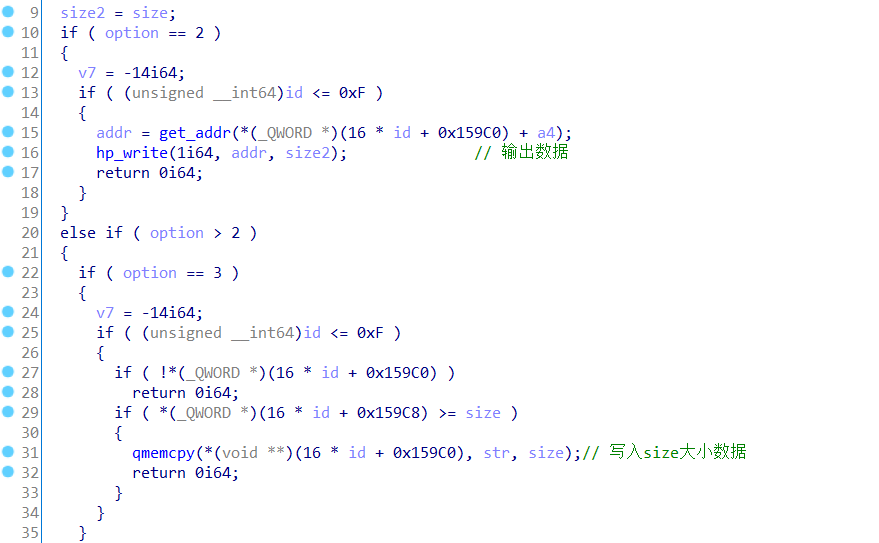 9 size2 = size;
10 if ( option == 2 )
11 {
12 v7 = -14i64;
13 if ( (unsigned __int64)id <= 0xF )
14 {
15 addr = get_addr(*(_QWORD *)(16 * id + 0x159C0) + a4);
16 hp_write(1i64, addr, size2); // 输出数据
17 return 0i64;
18 }
19 }
20 else if ( option > 2 )
21 {
22 if ( option == 3 )
23 {
24 v7 = -14i64;
25 if ( (unsigned __int64)id <= 0xF )
26 {
27 if ( !*(_QWORD *)(16 * id + 0x159C0) )
28 return 0i64;
29 if ( *(_QWORD *)(16 * id + 0x159C8) >= size )
30 {
31 qmemcpy(*(void **)(16 * id + 0x159C0), str, size);// 写入size大小数据
32 return 0i64;
33 }
34 }
35 }